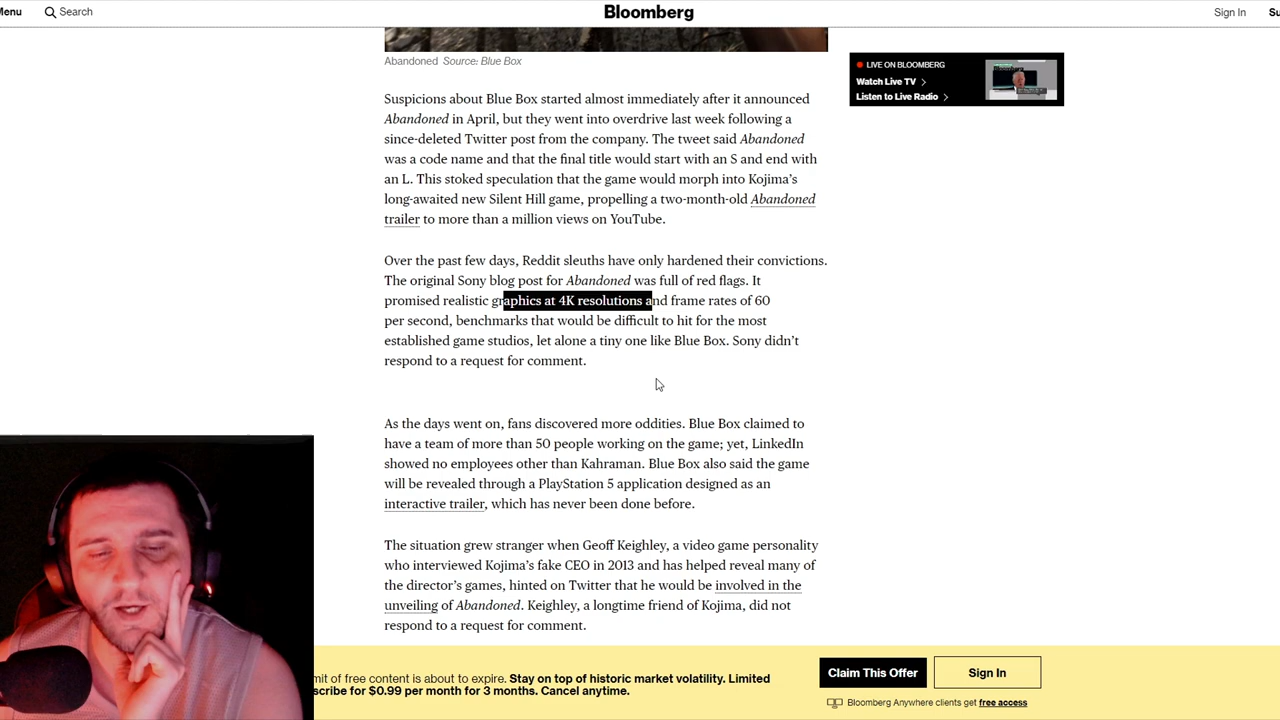 Menu
Search
Bloomberg
Sign In
Su
Abandoned Source: Blue Box
LIVE ON BLOOMBERG
Watch Live TV
Listen to Live Radio
Suspicions about Blue Box started almost immediately after it announced
Abandoned in April, but they went into overdrive last week following a
since-deleted Twitter post from the company. The tweet said Abandoned
was a code name and that the final title would start with an S and end with
an L. This stoked speculation that the game would morph into Kojima's
long-awaited new Silent Hill game, propelling a two-month-old Abandoned
trailer to more than a million views on YouTube.
Over the past few days, Reddit sleuths have only hardened their convictions.
The original Sony blog post for Abandoned was full of red flags. It
promised realistic graphics at 4K resolutions and frame rates of 60
per second, benchmarks that would be difficult to hit for the most
established game studios, let alone a tiny one like Blue Box. Sony didn't
respond to a request for comment.
As the days went on, fans discovered more oddities. Blue Box claimed to
have a team of more than 50 people working on the game; yet, LinkedIn
showed no employees other than Kahraman. Blue Box also said the game
will be revealed through a PlayStation 5 application designed as an
interactive trailer, which has never been done before.
The situation grew stranger when Geoff Keighley, a video game personality
who interviewed Kojima's fake CEO in 2013 and has helped reveal many of
the director's games, hinted on Twitter that he would be involved in the
unveiling of Abandoned. Keighley, a longtime friend of Kojima, did not
respond to a request for comment.
mit of free content is about to expire. Stay on top of historic market volatility. Limited
scribe for $0.99 per month for 3 months. Cancel anytime.
Claim This Offer
Sign In
Bloomberg Anywhere clients get free access